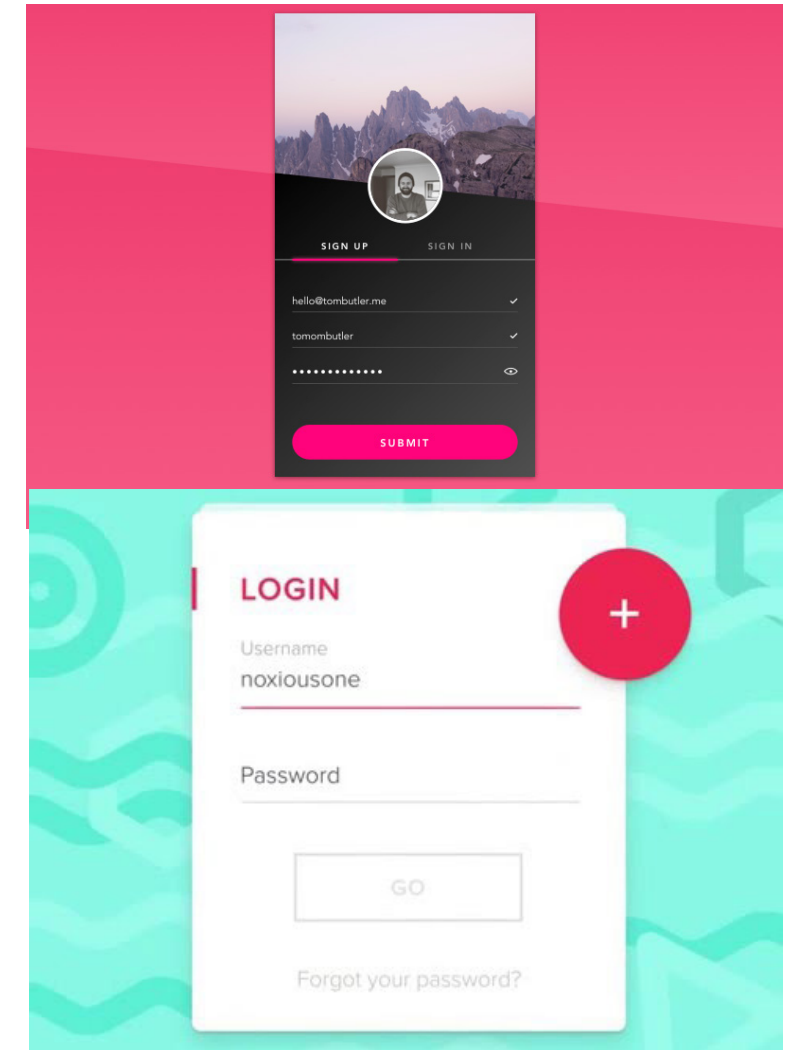 SIGN UP SIGN IN
hello@tombutler.me
tomombutler
•••••••••••••
SUBMIT
LOGIN
+
Username
noxiousone
Password
GO
Forgot your password?